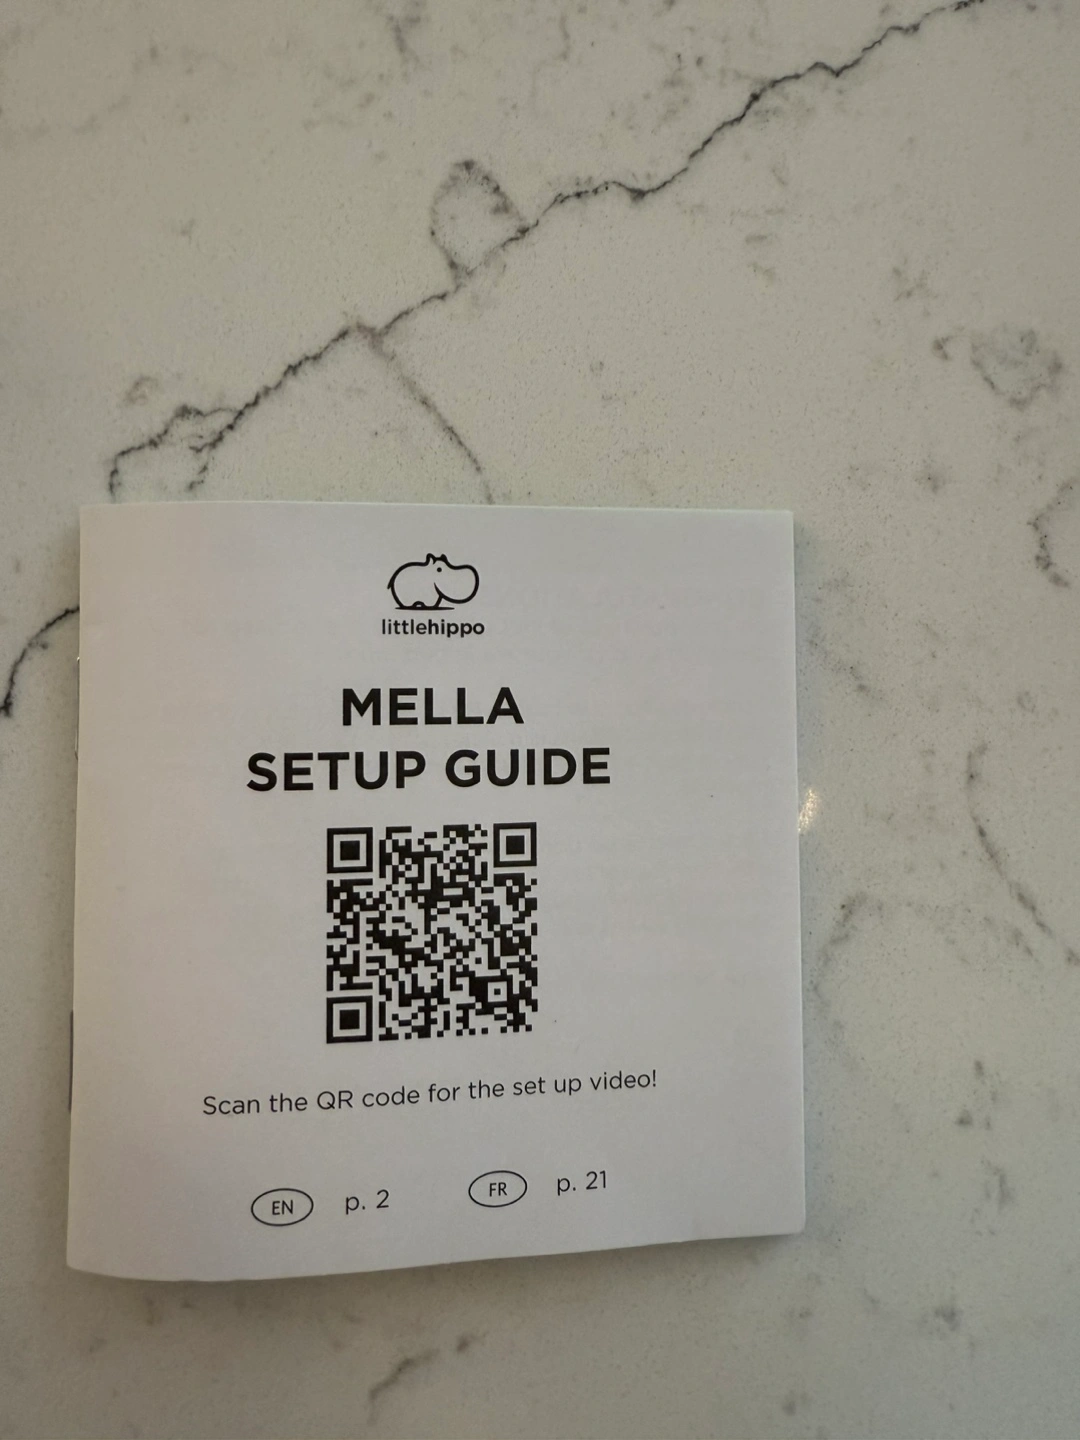 littlehippo
MELLA
SETUP GUIDE
Scan the QR code for the set up video!
EN p. 2 FR p. 21